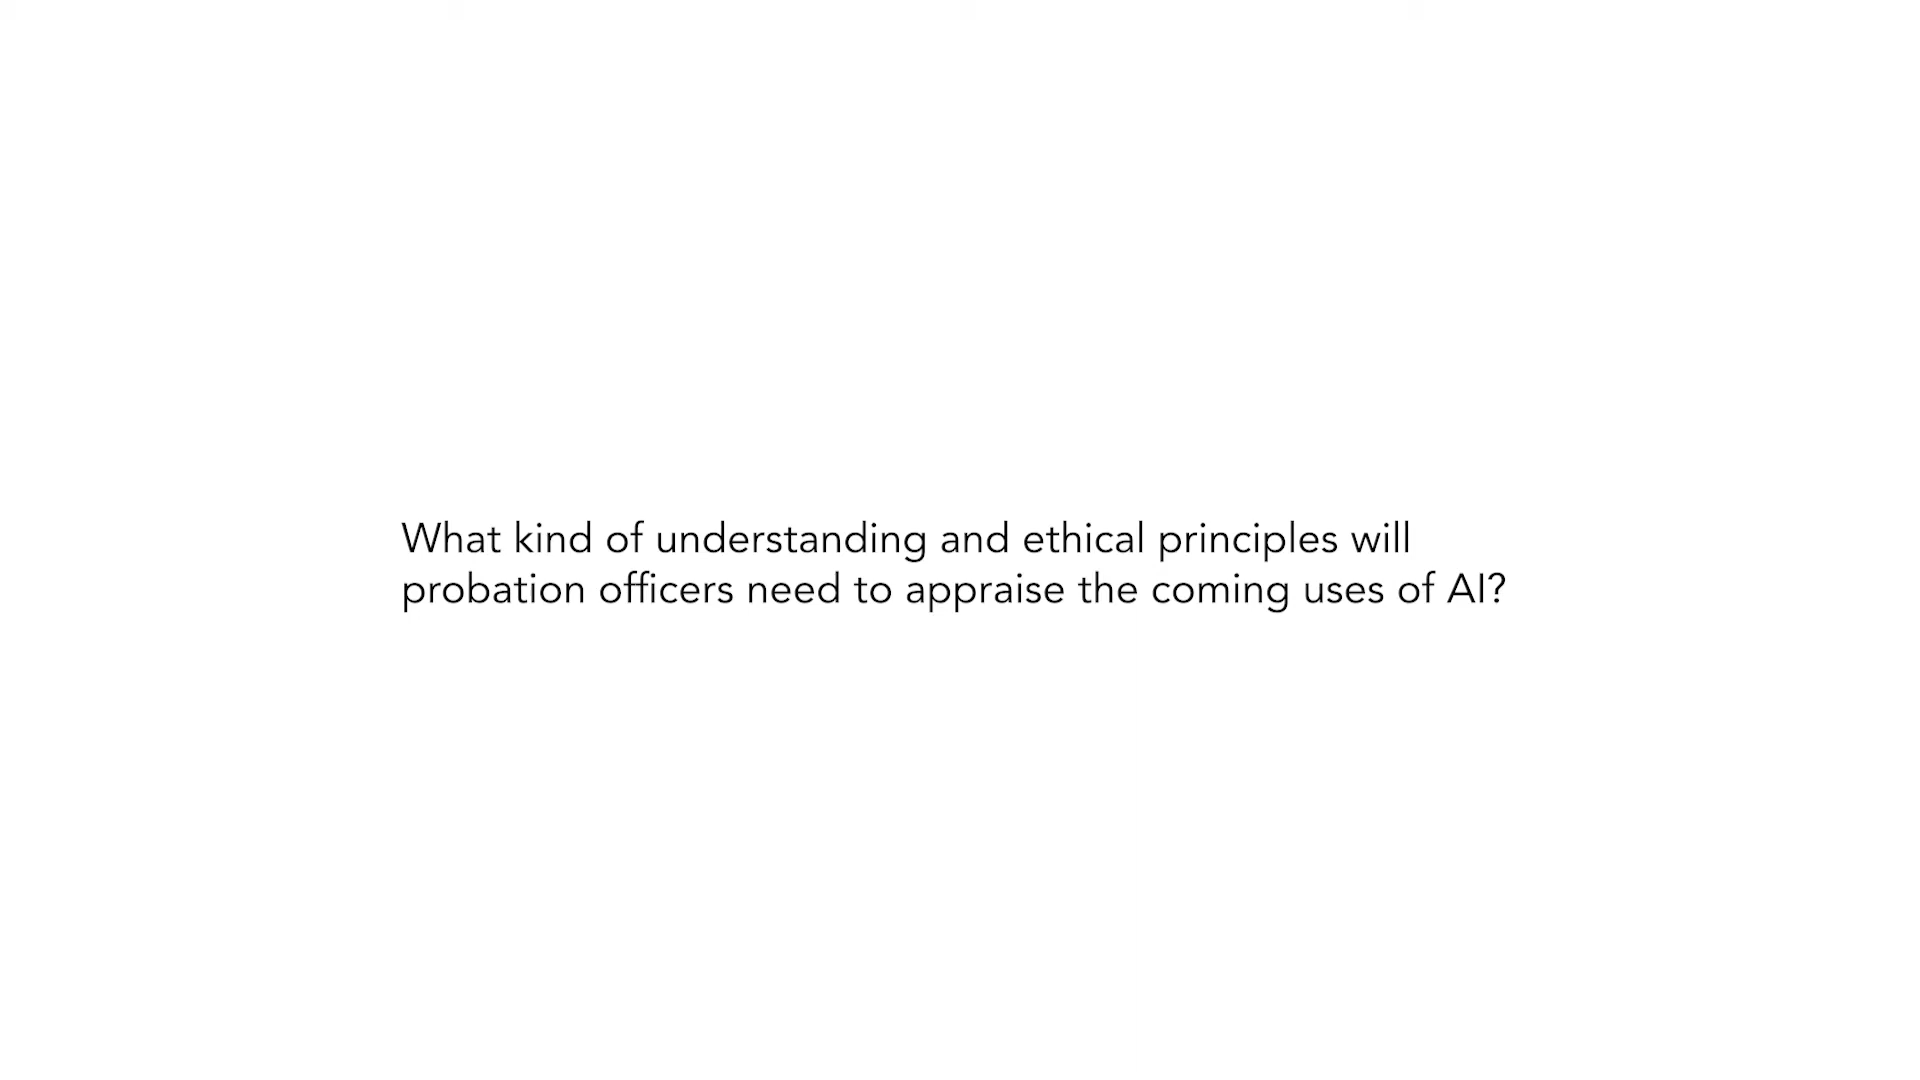 What kind of understanding and ethical principles will
probation officers need to appraise the coming uses of AI?